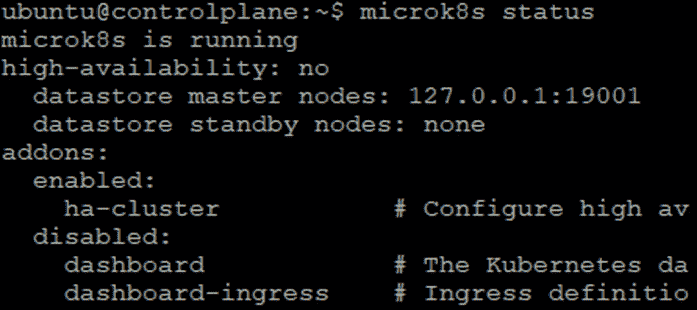 ubuntu@controlplane:~$ microk8s status
microk8s is running
high-availability: no
  datastore master nodes: 127.0.0.1:19001
  datastore standby nodes: none
addons:
  enabled:
    ha-cluster           # Configure high av
  disabled:
    dashboard            # The Kubernetes da
    dashboard-ingress    # Ingress definitio